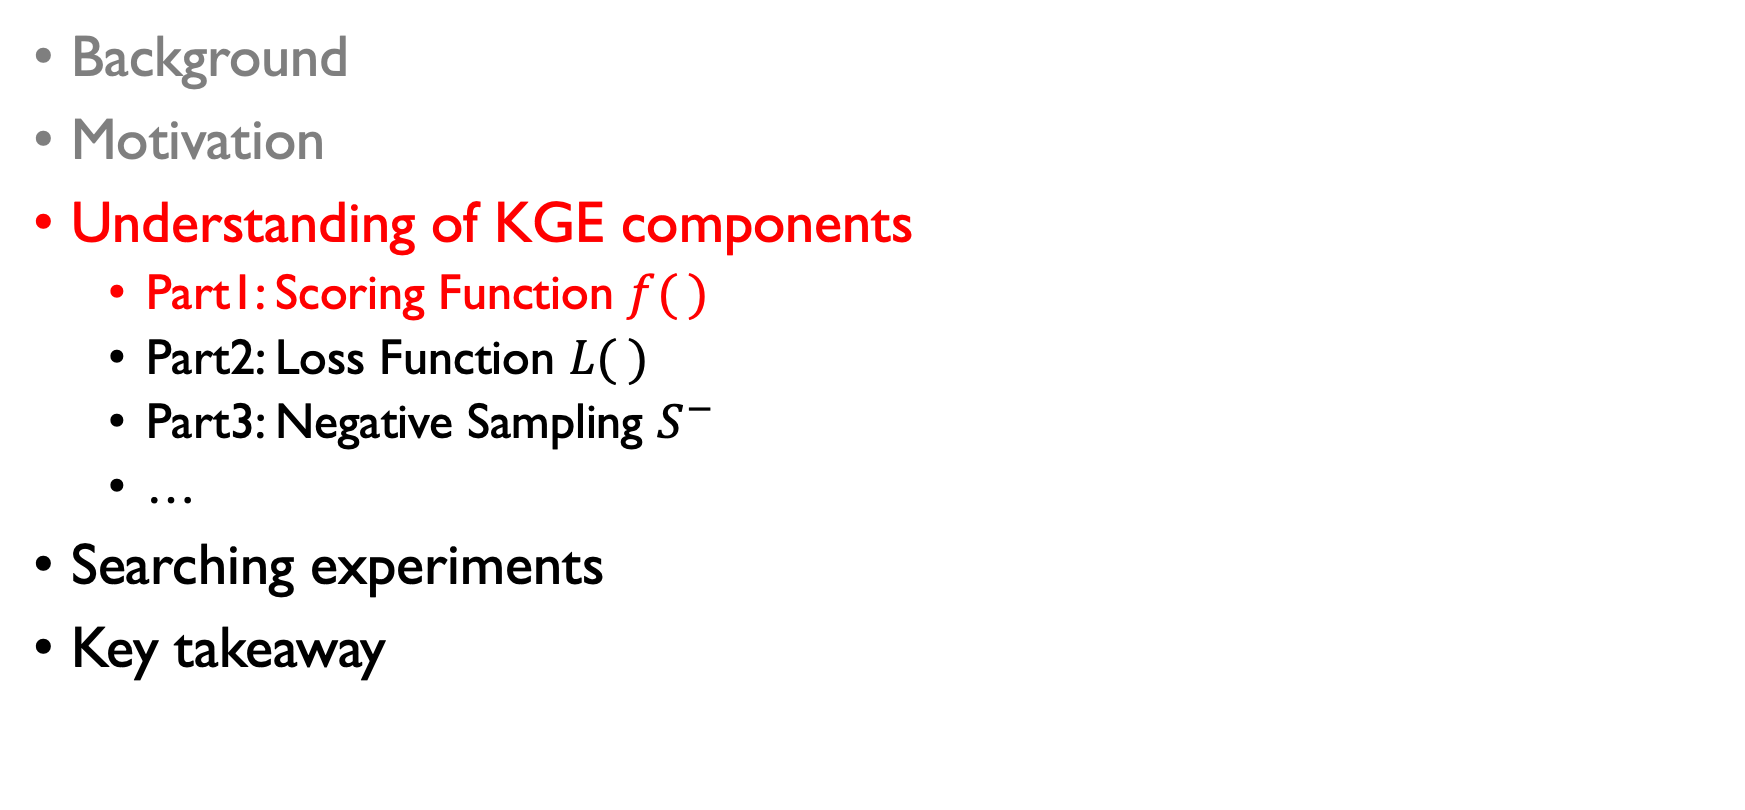 • Background
• Motivation
• Understanding of KGE components
• Part1: Scoring Function f( )
• Part2: Loss Function L( )
• Part3: Negative Sampling S⁻
• …
• Searching experiments
• Key takeaway